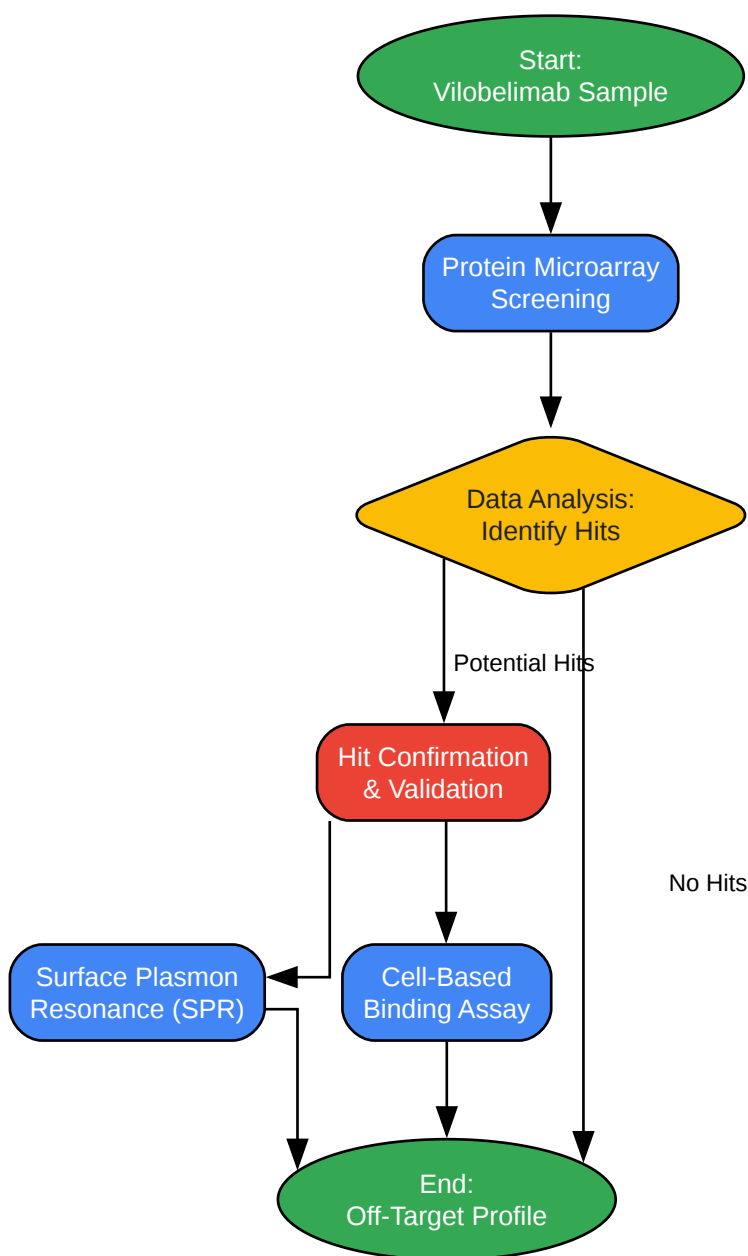 Start:
Vilobelimab Sample
Protein Microarray
Screening
Data Analysis:
Identify Hits
Potential Hits
Hit Confirmation
& Validation
No Hits
Surface Plasmon
Resonance (SPR)
Cell-Based
Binding Assay
End:
Off-Target Profile